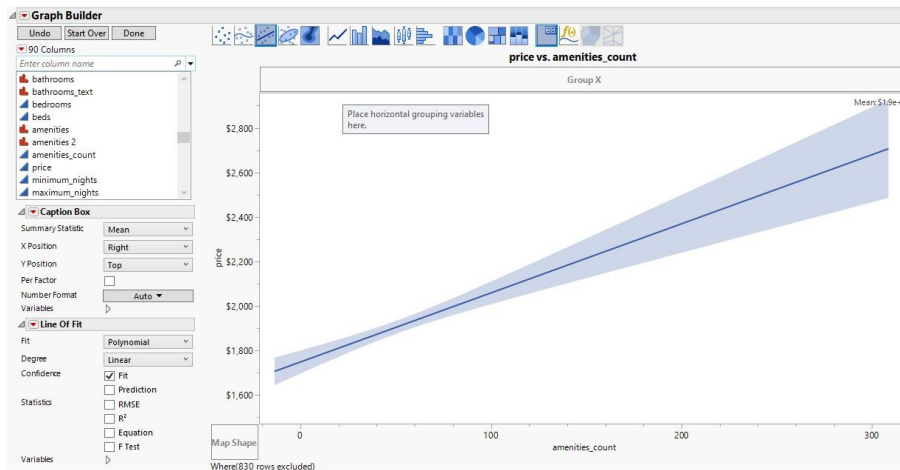 Graph Builder
Undo Start Over Done
90 Columns
Enter column name
bathrooms
bathrooms_text
bedrooms
beds
amenities
amenities 2
amenities_count
price
minimum_nights
maximum_nights
Caption Box
Summary Statistic Mean
X Position Right
Y Position Top
Per Factor
Number Format Auto
Variables
Line Of Fit
Fit Polynomial
Degree Linear
Confidence Fit
Prediction
Statistics RMSE
R²
Equation
F Test
Variables
price vs. amenities_count
Group X
Place horizontal grouping variables
here.
Mean: $1.9e+
$2,800
$2,600
$2,400
$2,200
$2,000
$1,800
$1,600
price
0 100 200 300
Map Shape
amenities_count
Where(830 rows excluded)